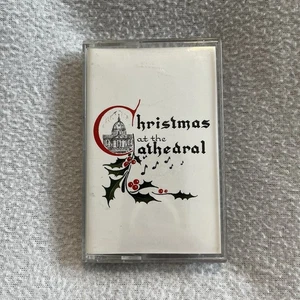 Christmas
at the
Cathedral